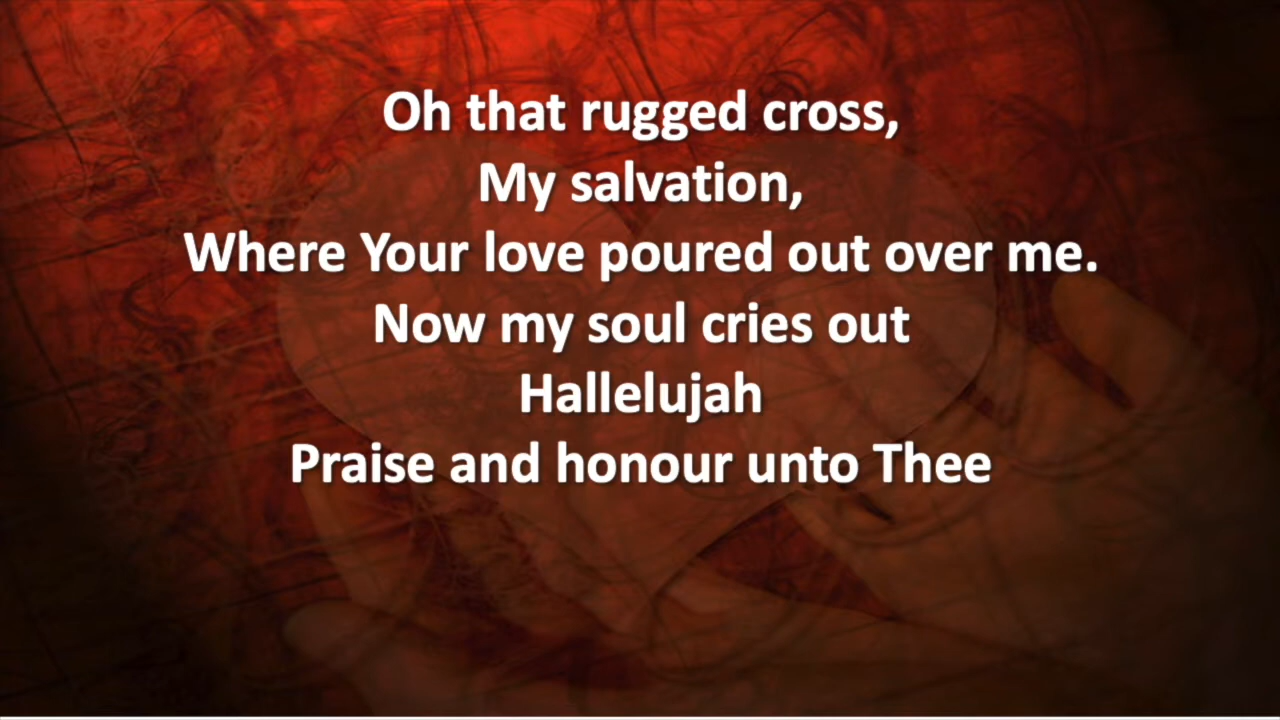 Oh that rugged cross,
My salvation,
Where Your love poured out over me.
Now my soul cries out
Hallelujah
Praise and honour unto Thee